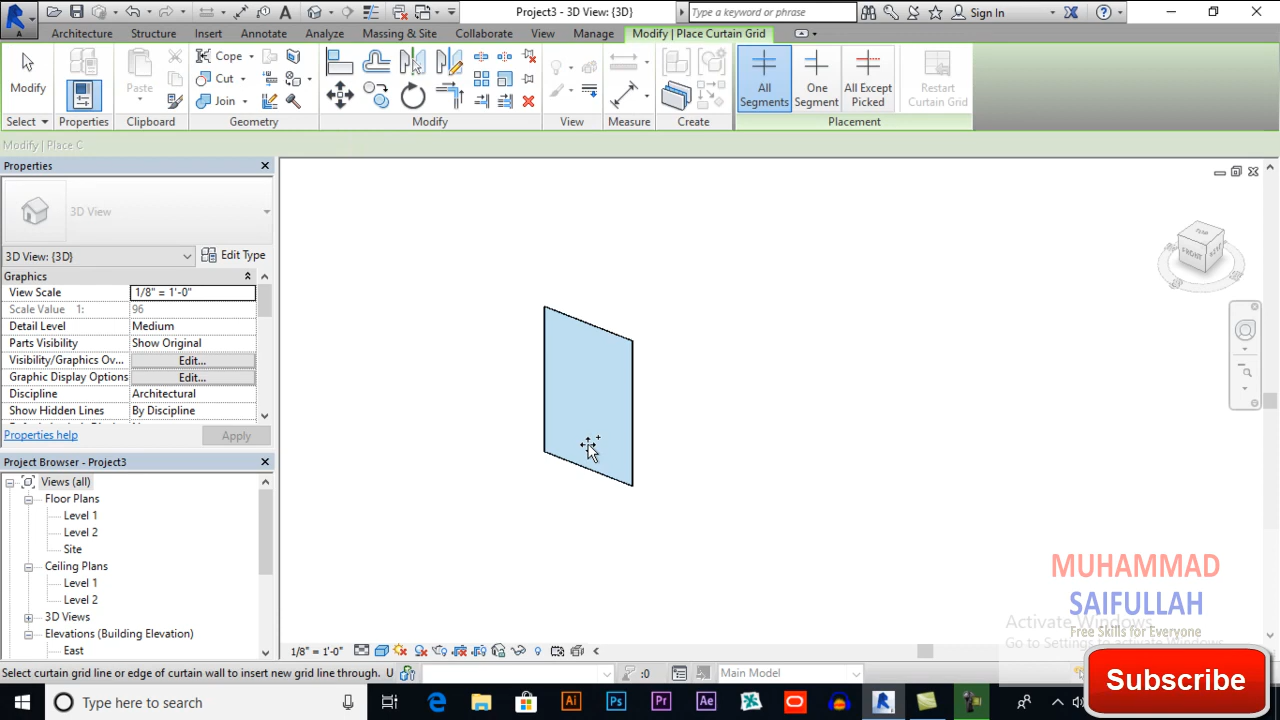 Project3 - 3D View: {3D}
Type a keyword or phrase
Sign In
Architecture
Structure
Insert
Annotate
Analyze
Massing & Site
Collaborate
View
Manage
Modify | Place Curtain Grid
Modify
Select
Properties
Paste
Clipboard
Cope
Cut
Join
Geometry
Modify
View
Measure
Create
All Segments
One Segment
All Except Picked
Restart Curtain Grid
Placement
Modify | Place C
Properties
3D View
3D View: {3D}
Edit Type
Graphics
View Scale 1/8" = 1'-0"
Scale Value 1: 96
Detail Level Medium
Parts Visibility Show Original
Visibility/Graphics Ov... Edit...
Graphic Display Options Edit...
Discipline Architectural
Show Hidden Lines By Discipline
Properties help
Apply
Project Browser - Project3
Views (all)
Floor Plans
Level 1
Level 2
Site
Ceiling Plans
Level 1
Level 2
3D Views
Elevations (Building Elevation)
East
TOP
FRONT
MUHAMMAD
SAIFULLAH
Free Skills for Everyone
Activate Windows
Go to Settings to activate Windows.
1/8" = 1'-0"
Select curtain grid line or edge of curtain wall to insert new grid line through. U
:0
Main Model
Subscribe
Type here to search